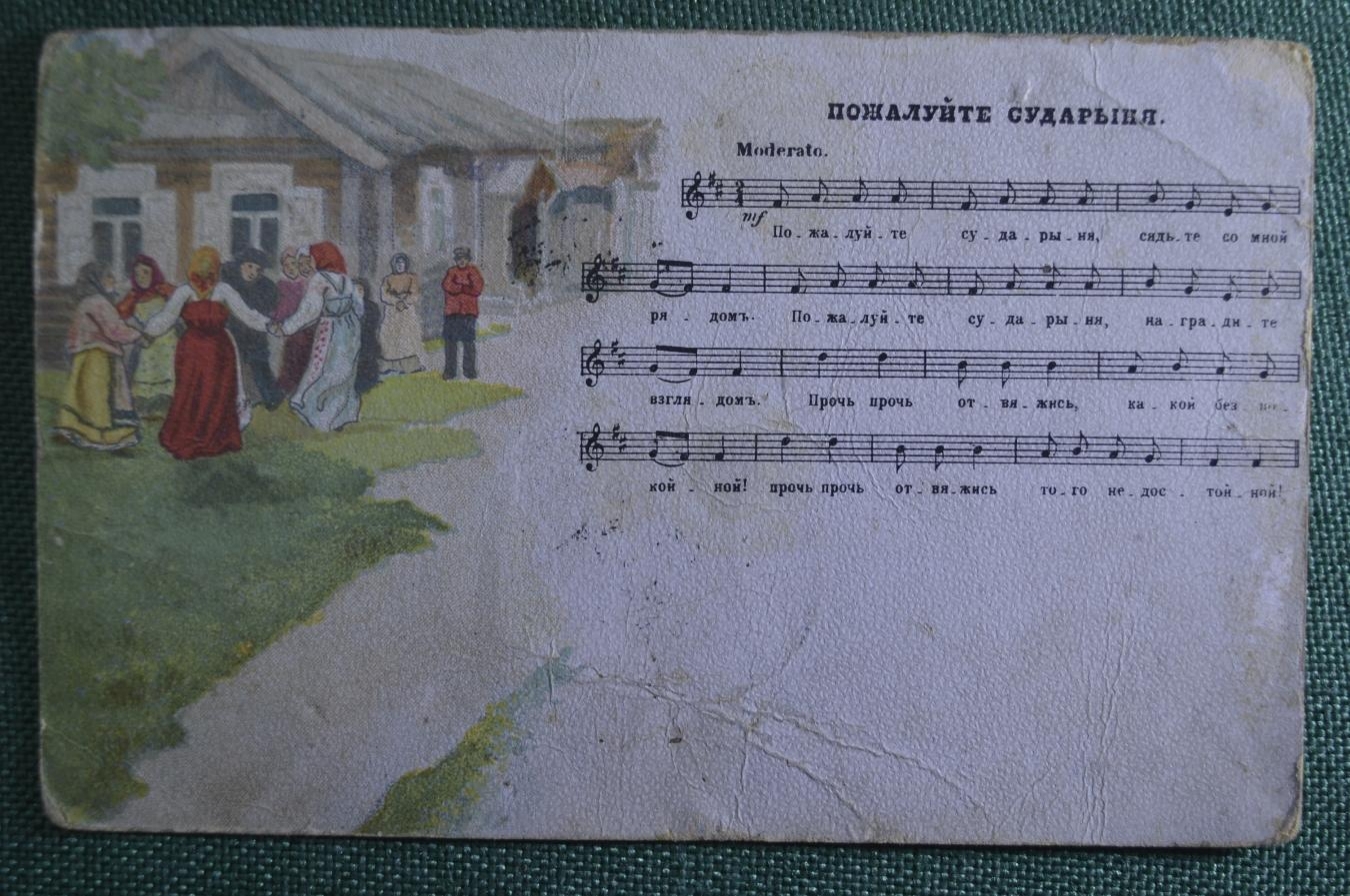 ПОЖАЛУЙТЕ СУДАРЫНЯ.
Moderato.
mf
По - жа - луй - те су - да - ры - ня, сядь - те со мной
ря - домъ. По - жа - луй - те су - да - ры - ня, на - гра - ди - те
взгля - домъ. Прочь прочь от - вя - жись, ка - кой без -
кой - ной! прочь прочь от - вя - жись то - го не - дос - той - ной!